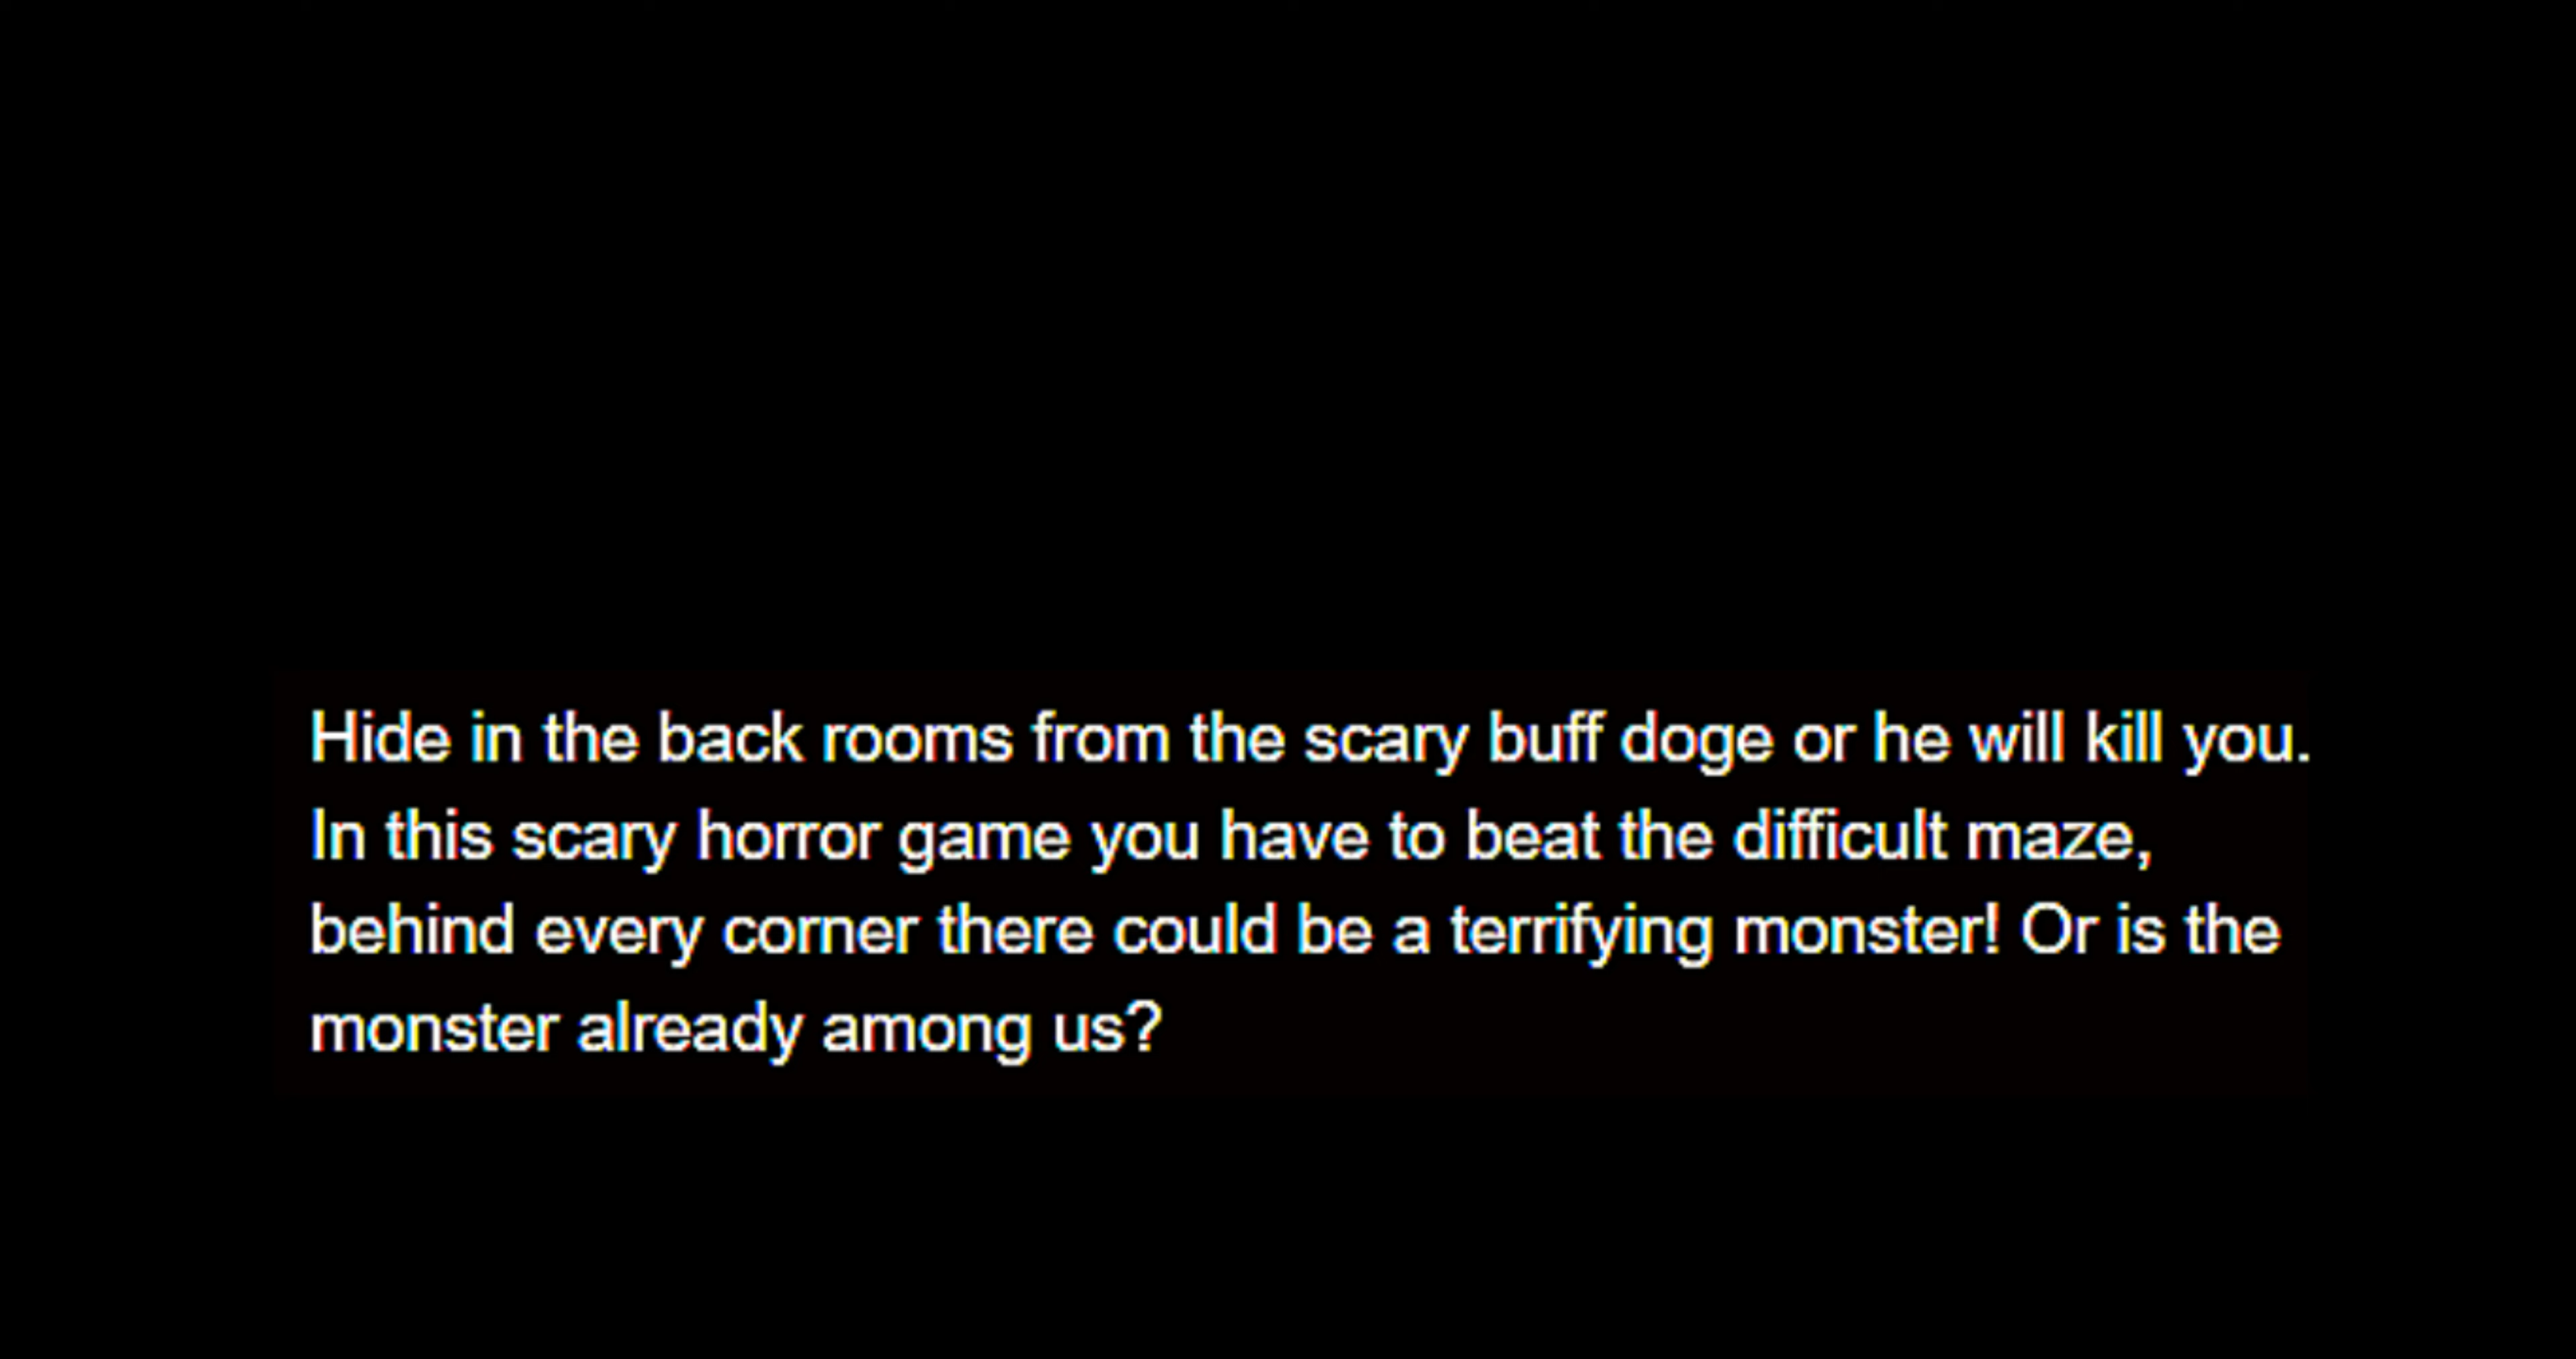 Hide in the back rooms from the scary buff doge or he will kill you.
In this scary horror game you have to beat the difficult maze,
behind every corner there could be a terrifying monster! Or is the
monster already among us?